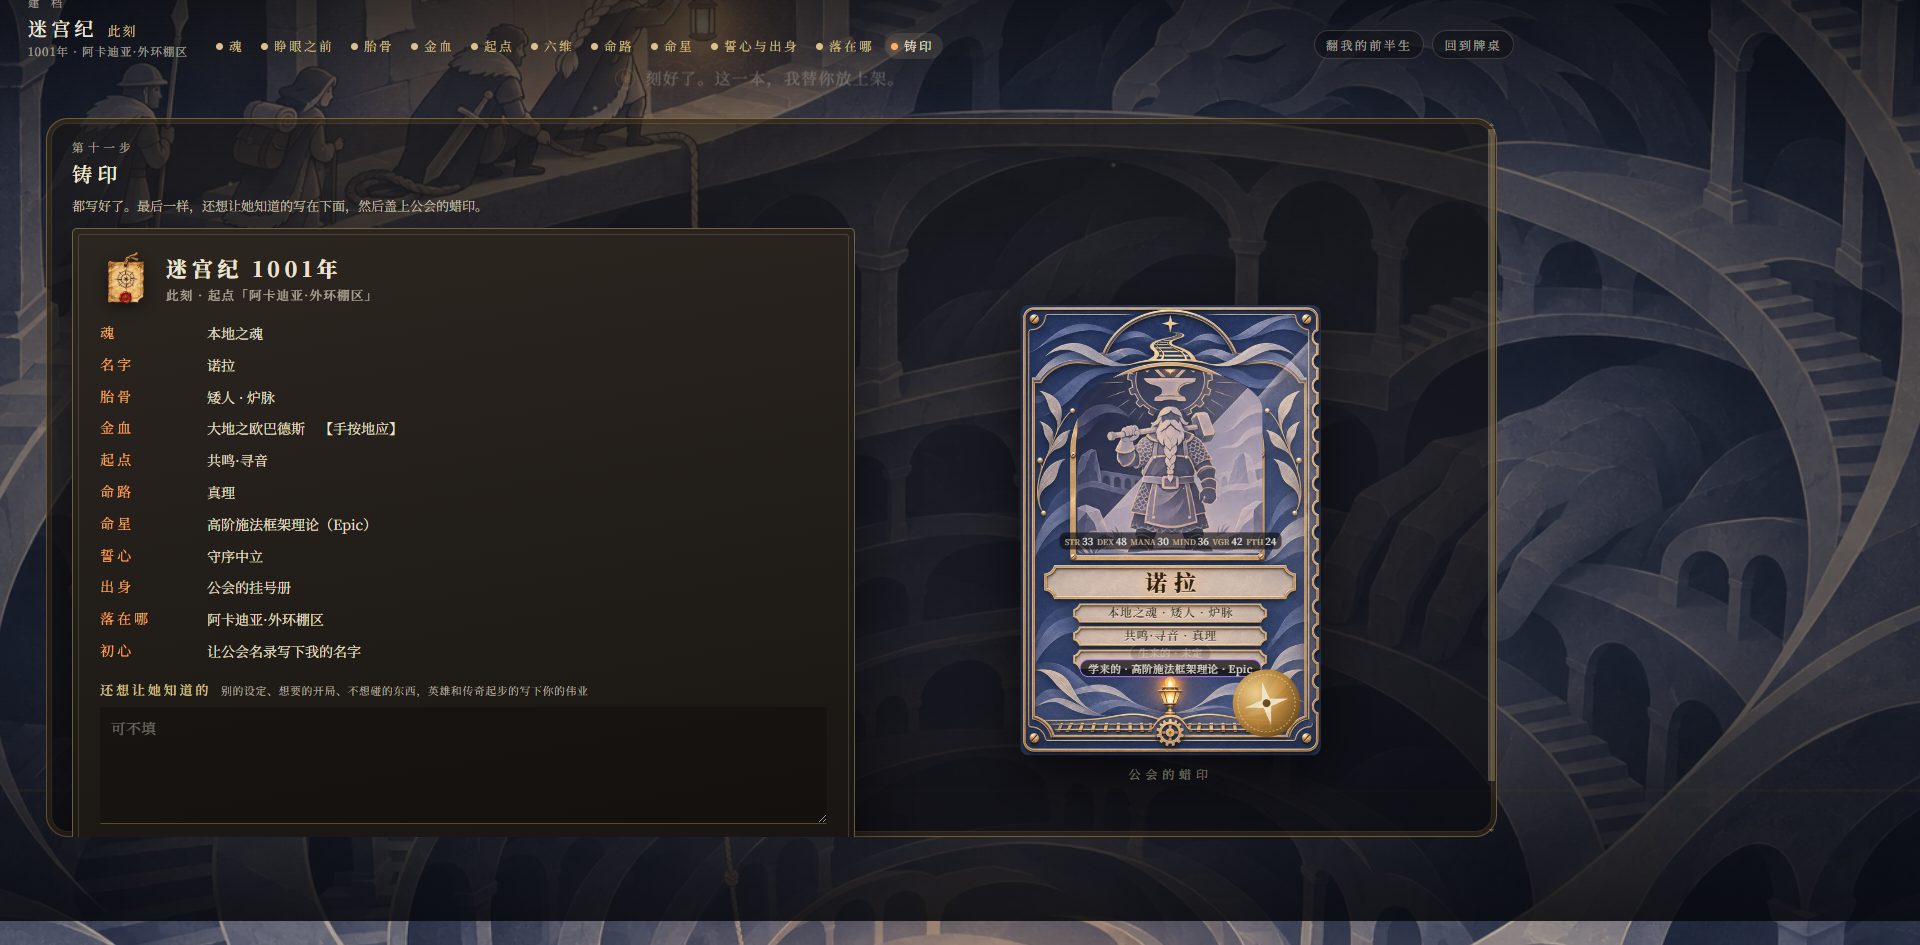 建 档
迷宫纪 此刻
1001年 · 阿卡迪亚·外环棚区
魂 睁眼之前 胎骨 金血 起点 六维 命路 命星 誓心与出身 落在哪 铸印
翻我的前半生 回到牌桌
刻好了。这一本，我替你放上架。
第十一步
铸印
都写好了。最后一样，还想让她知道的写在下面，然后盖上公会的蜡印。
迷宫纪 1001年
此刻 · 起点「阿卡迪亚·外环棚区」
魂 本地之魂
名字 诺拉
胎骨 矮人 · 炉脉
金血 大地之欧巴德斯 【手按地应】
起点 共鸣·寻音
命路 真理
命星 高阶施法框架理论（Epic）
誓心 守序中立
出身 公会的挂号册
落在哪 阿卡迪亚·外环棚区
初心 让公会名录写下我的名字
还想让她知道的 别的设定、想要的开局、不想碰的东西，英雄和传奇起步的写下你的伟业
可不填
STR 33 DEX 48 MANA 30 MIND 36 VGR 42 FTH 24
诺拉
本地之魂 · 矮人 · 炉脉
共鸣·寻音 · 真理
生来的 · 未定
学来的 · 高阶施法框架理论 · Epic
公会的蜡印